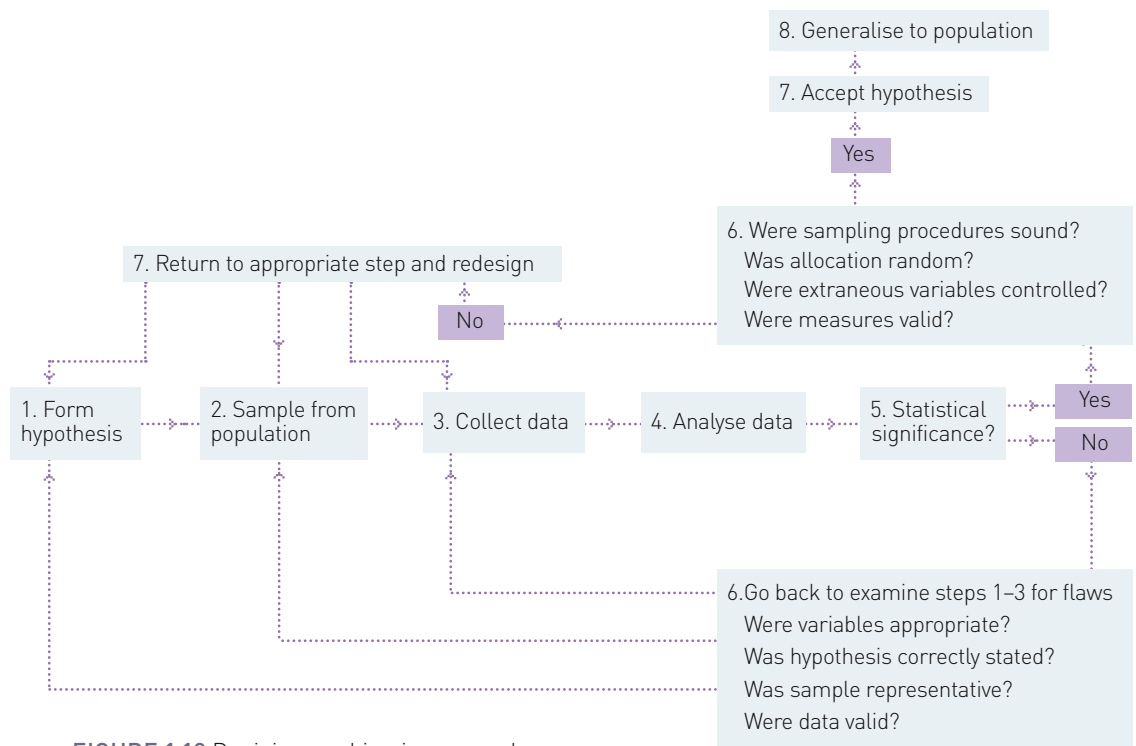 8. Generalise to population
7. Accept hypothesis
Yes
6. Were sampling procedures sound?
Was allocation random?
Were extraneous variables controlled?
Were measures valid?
7. Return to appropriate step and redesign
No
1. Form
hypothesis
2. Sample from
population
3. Collect data
4. Analyse data
5. Statistical
significance?
Yes
No
6.Go back to examine steps 1–3 for flaws
Were variables appropriate?
Was hypothesis correctly stated?
Was sample representative?
Were data valid?